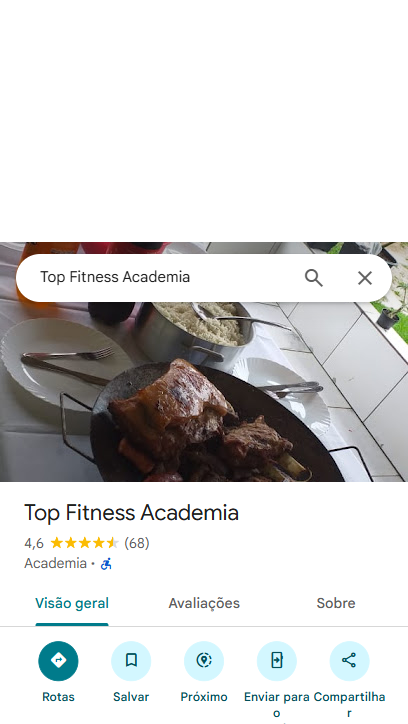 Top Fitness Academia
Top Fitness Academia
4,6 (68)
Academia ·
Visão geral Avaliações Sobre
Rotas Salvar Próximo Enviar para o Compartilhar